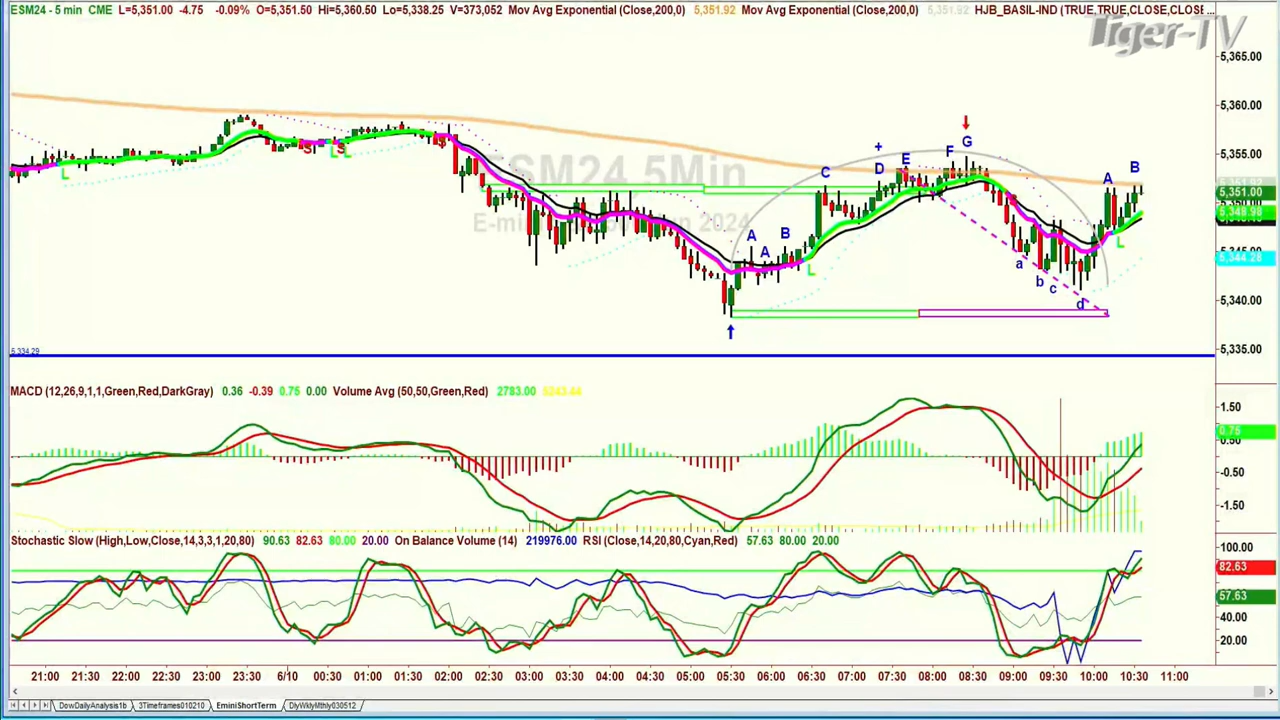 ESM24 - 5 min CME L=5,351.00 -4.75 -0.09% O=5,351.50 Hi=5,360.50 Lo=5,338.25 V=373,052 Mov Avg Exponential (Close,200,0) 5,351.92 Mov Avg Exponential (Close,200,0) 5,351.92 HJB_BASIL-IND (TRUE,TRUE,CLOSE,CLOSE...
Tiger-TV
5,365.00
5,360.00
5,355.00
5,351.00
5,348.98
5,344.28
5,340.00
5,335.00
ESM24,5Min
S S S
L L L L L
A A B C + D E F G A B
a b c d
5,334.29
MACD (12,26,9,1,1,Green,Red,DarkGray) 0.36 -0.39 0.75 0.00 Volume Avg (50,50,Green,Red) 2783.00 5243.44
1.50
0.75
0.50
-0.50
-1.50
Stochastic Slow (High,Low,Close,14,3,3,1,20,80) 90.63 82.63 80.00 20.00 On Balance Volume (14) 219976.00 RSI (Close,14,20,80,Cyan,Red) 57.63 80.00 20.00
100.00
82.63
57.63
40.00
20.00
21:00 21:30 22:00 22:30 23:00 23:30 6/10 00:30 01:00 01:30 02:00 02:30 03:00 03:30 04:00 04:30 05:00 05:30 06:00 06:30 07:00 07:30 08:00 08:30 09:00 09:30 10:00 10:30 11:00
DowDailyAnalysis1b 3Timeframes010210 EminiShortTerm DlyWklyMthly030512